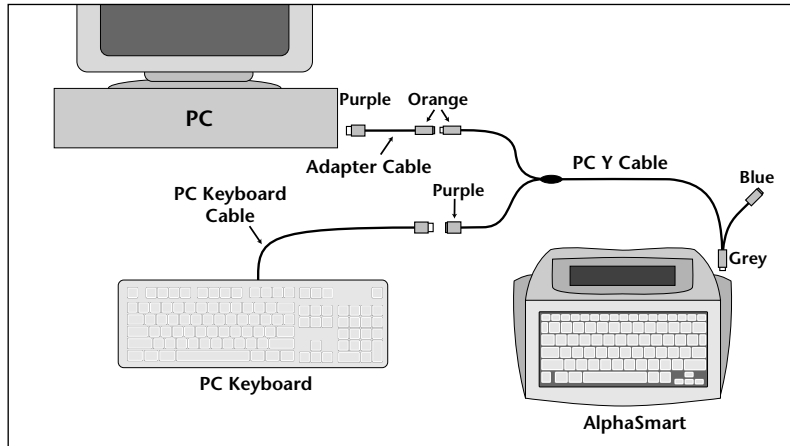 Purple
Orange
PC
Adapter Cable
PC Y Cable
Blue
PC Keyboard
Cable
Purple
Grey
PC Keyboard
AlphaSmart